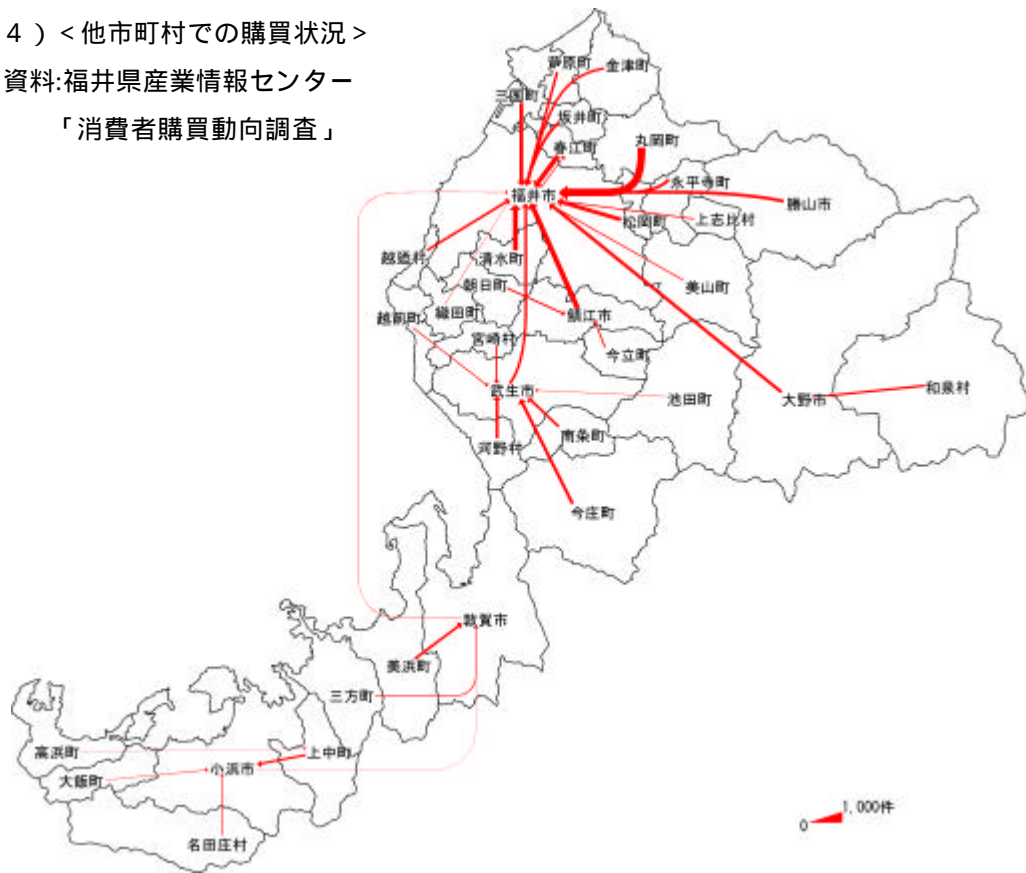 ４）＜他市町村での購買状況＞
資料:福井県産業情報センター
「消費者購買動向調査」
芦原町
金津町
三国町
坂井町
春江町
丸岡町
永平寺町
福井市
勝山市
松岡町
上志比村
越廼村
清水町
朝日町
美山町
織田町
越前町
鯖江市
宮崎村
今立町
武生市
池田町
大野市
和泉村
河野村
南条町
今庄町
敦賀市
美浜町
三方町
高浜町
上中町
大飯町
小浜市
名田庄村
0
1,000件